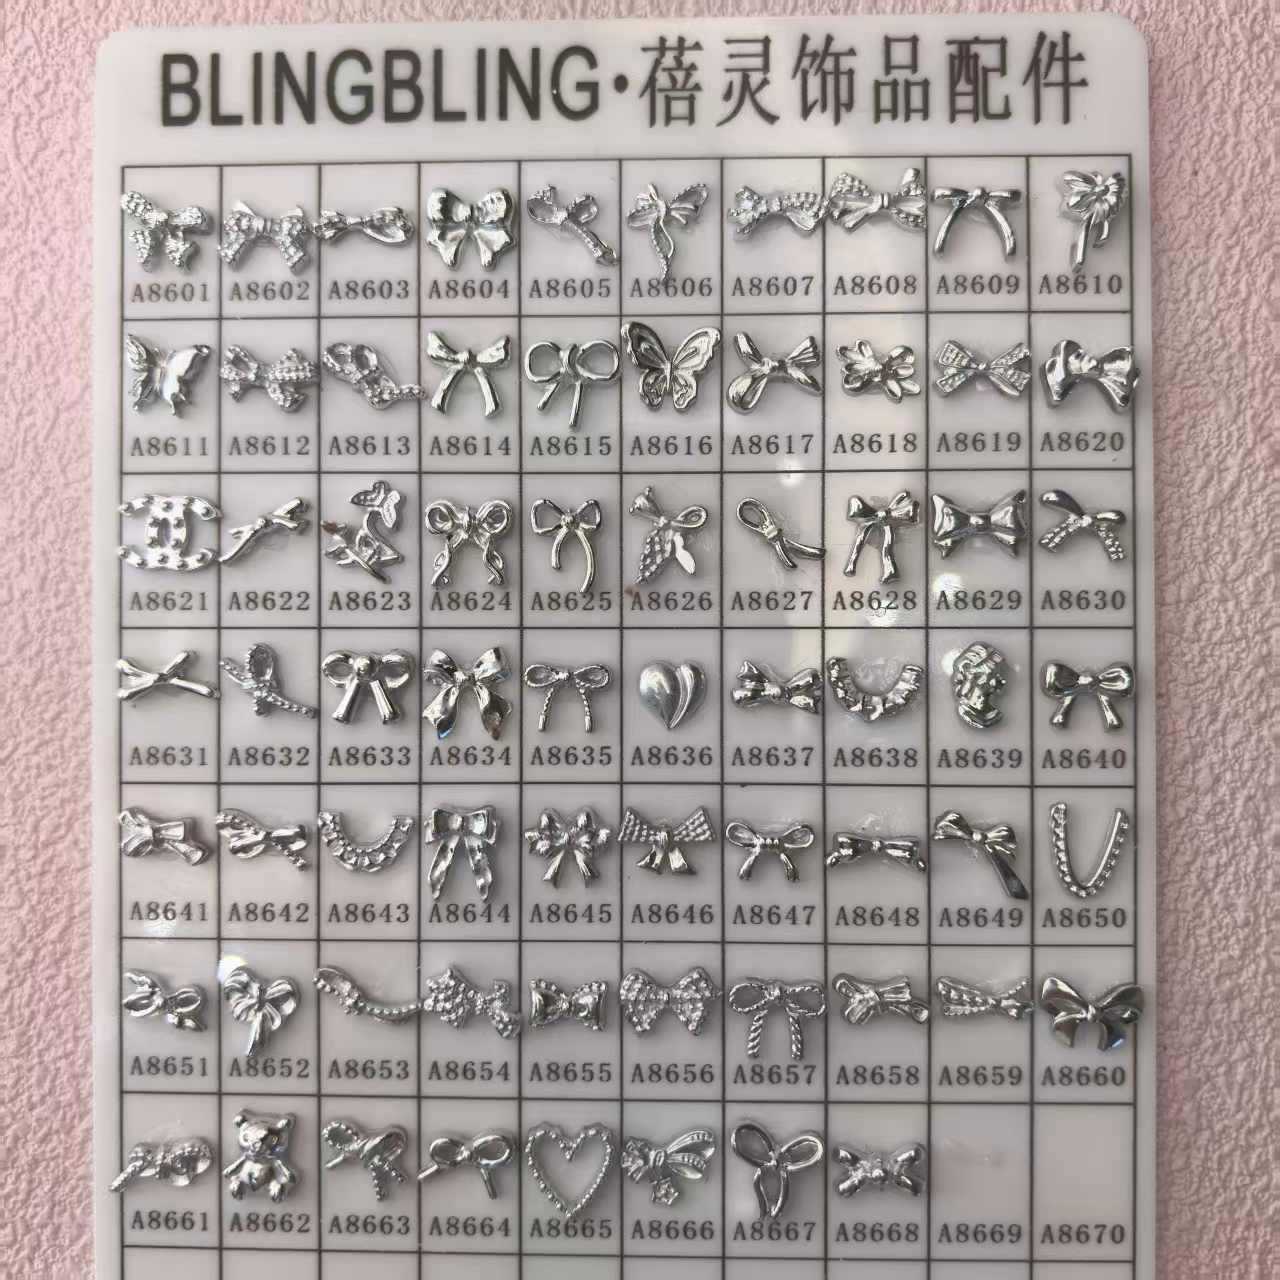 BLINGBLING·蓓灵饰品配件
A8601 A8602 A8603 A8604 A8605 A8606 A8607 A8608 A8609 A8610
A8611 A8612 A8613 A8614 A8615 A8616 A8617 A8618 A8619 A8620
A8621 A8622 A8623 A8624 A8625 A8626 A8627 A8628 A8629 A8630
A8631 A8632 A8633 A8634 A8635 A8636 A8637 A8638 A8639 A8640
A8641 A8642 A8643 A8644 A8645 A8646 A8647 A8648 A8649 A8650
A8651 A8652 A8653 A8654 A8655 A8656 A8657 A8658 A8659 A8660
A8661 A8662 A8663 A8664 A8665 A8666 A8667 A8668 A8669 A8670